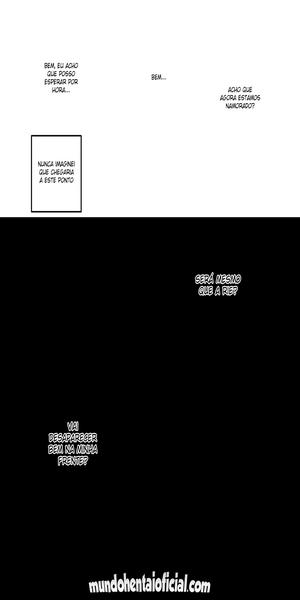 BEM, EU ACHO
QUE POSSO
ESPERAR POR
HORA...
BEM...
ACHO QUE
AGORA ESTAMOS
NAMORADO?
NUNCA IMAGINEI
QUE CHEGARIA
A ESTE PONTO
SERÁ MESMO
QUE A RIE?
VAI
DESAPARECER
BEM NA MINHA
FRENTE?
mundohentaioficial.com